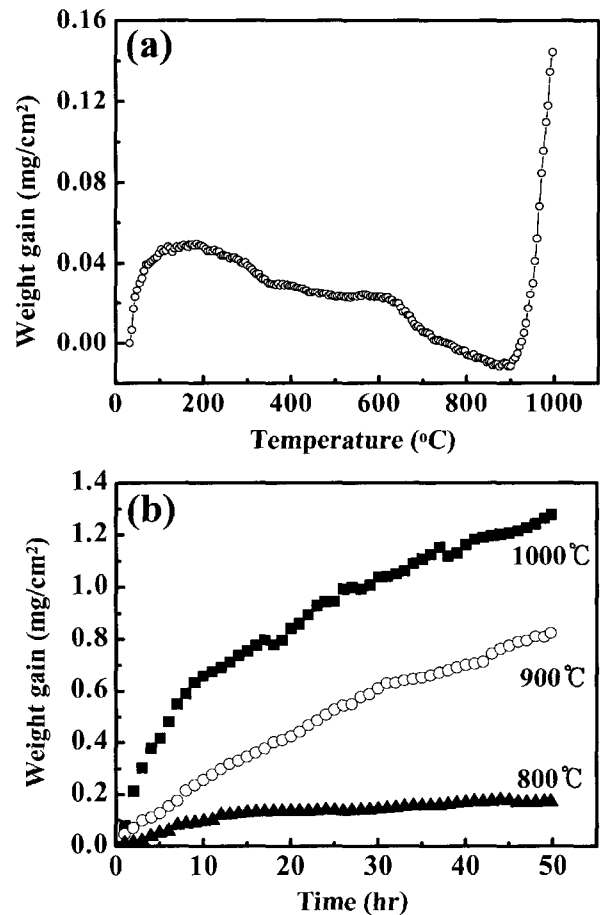 (a)
0.16
0.12
0.08
0.04
0.00
Weight gain (mg/cm²)
0 200 400 600 800 1000
Temperature (°C)
(b)
1.4
1.2
1.0
0.8
0.6
0.4
0.2
0.0
Weight gain (mg/cm²)
1000℃
900℃
800℃
0 10 20 30 40 50
Time (hr)